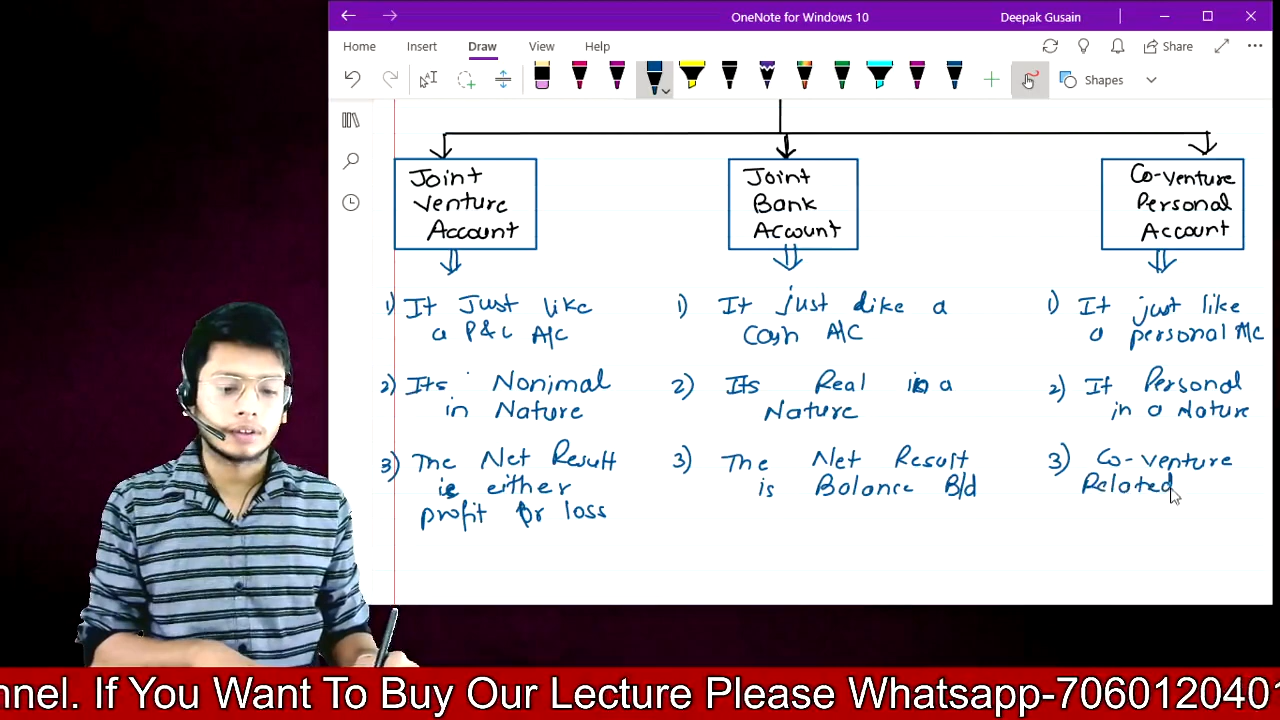 OneNote for Windows 10
Deepak Gusain
Home
Insert
Draw
View
Help
Share
Shapes
Joint
Venture
Account
Joint
Bank
Account
Co-venture
Personal
Account
1) It Just like
a P&L A/c
2) Its Nonimal
in Nature
3) The Net Result
is either
profit or loss
1) It just like a
Cash A/C
2) Its Real in a
Nature
3) The Net Result
is Balance B/d
1) It just like
a personal A/c
2) It Personal
in a Nature
3) Co-venture
Related
nnel. If You Want To Buy Our Lecture Please Whatsapp-7060120401